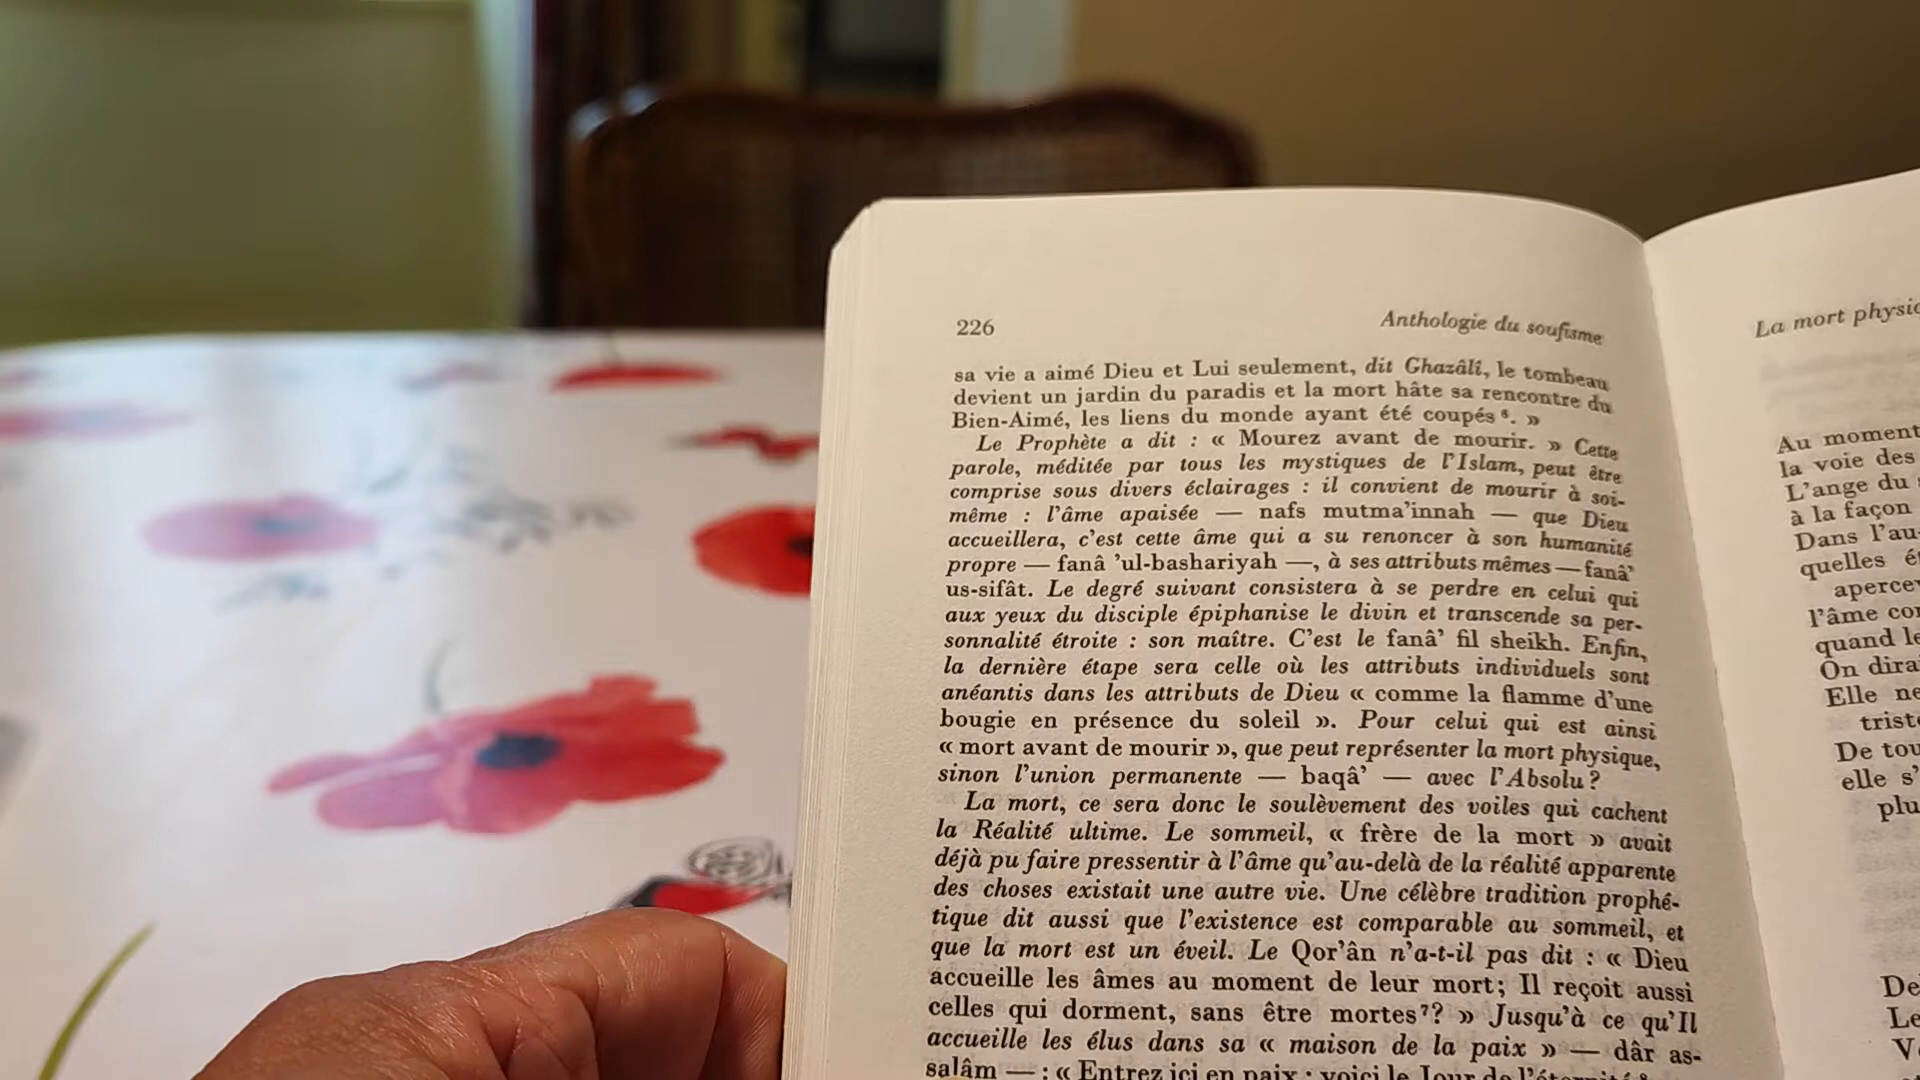 226
Anthologie du soufisme
sa vie a aimé Dieu et Lui seulement, dit Ghazâlî, le tombeau
devient un jardin du paradis et la mort hâte sa rencontre du
Bien-Aimé, les liens du monde ayant été coupés⁶. »
Le Prophète a dit : « Mourez avant de mourir. » Cette
parole, méditée par tous les mystiques de l'Islam, peut être
comprise sous divers éclairages : il convient de mourir à soi-
même : l'âme apaisée — nafs mutma'innah — que Dieu
accueillera, c'est cette âme qui a su renoncer à son humanité
propre — fanâ 'ul-bashariyah —, à ses attributs mêmes — fanâ'
us-sifât. Le degré suivant consistera à se perdre en celui qui
aux yeux du disciple épiphanise le divin et transcende sa per-
sonnalité étroite : son maître. C'est le fanâ' fil sheikh. Enfin,
la dernière étape sera celle où les attributs individuels sont
anéantis dans les attributs de Dieu « comme la flamme d'une
bougie en présence du soleil ». Pour celui qui est ainsi
« mort avant de mourir », que peut représenter la mort physique,
sinon l'union permanente — baqâ' — avec l'Absolu ?
La mort, ce sera donc le soulèvement des voiles qui cachent
la Réalité ultime. Le sommeil, « frère de la mort » avait
déjà pu faire pressentir à l'âme qu'au-delà de la réalité apparente
des choses existait une autre vie. Une célèbre tradition prophé-
tique dit aussi que l'existence est comparable au sommeil, et
que la mort est un éveil. Le Qor'ân n'a-t-il pas dit : « Dieu
accueille les âmes au moment de leur mort; Il reçoit aussi
celles qui dorment, sans être mortes⁷? » Jusqu'à ce qu'Il
accueille les élus dans sa « maison de la paix » — dâr as-
salâm — : « Entrez ici en paix : voici le Jour de l'éternité
La mort
Au moment
la voie des
L'ange du
à la façon
Dans l'au-
quelles
l'âme
quand
On
Elle
De
elle s'
De